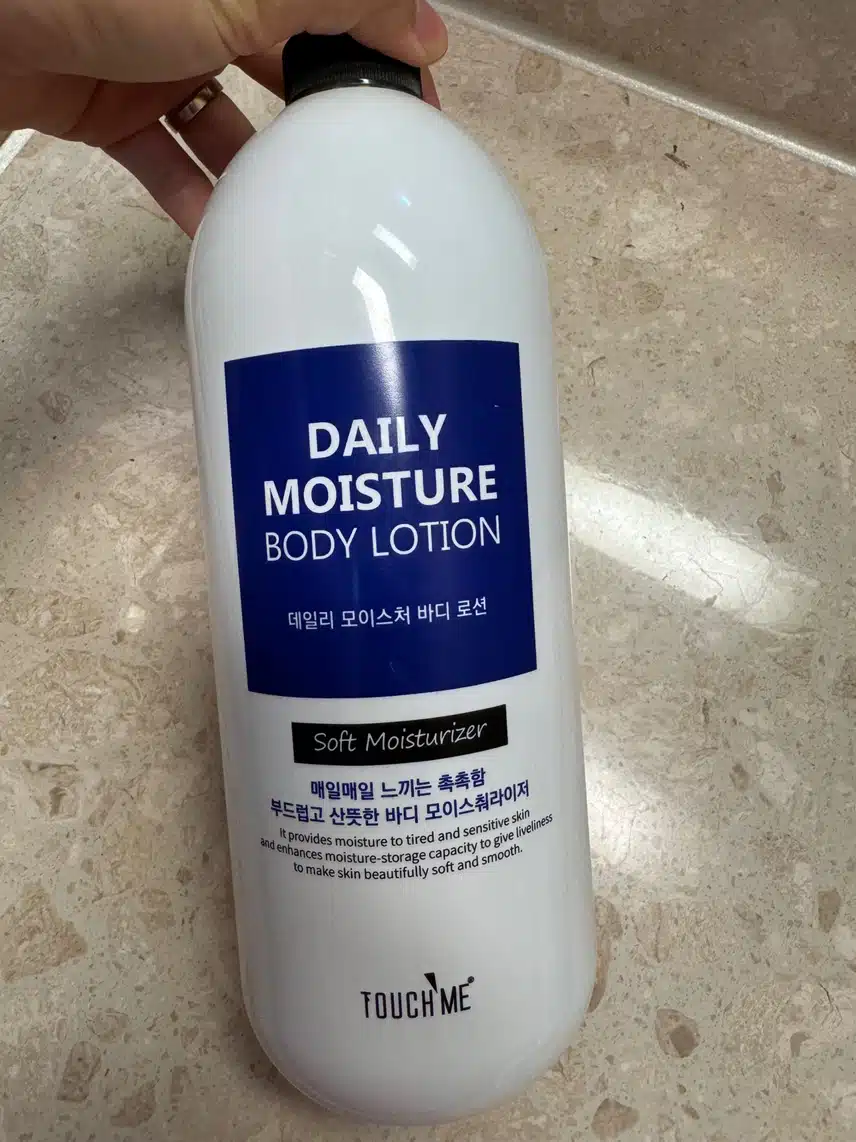 DAILY
MOISTURE
BODY LOTION
데일리 모이스처 바디 로션
Soft Moisturizer
매일매일 느끼는 촉촉함
부드럽고 산뜻한 바디 모이스춰라이저
It provides moisture to tired and sensitive skin
and enhances moisture-storage capacity to give liveliness
to make skin beautifully soft and smooth.
TOUCH ME®